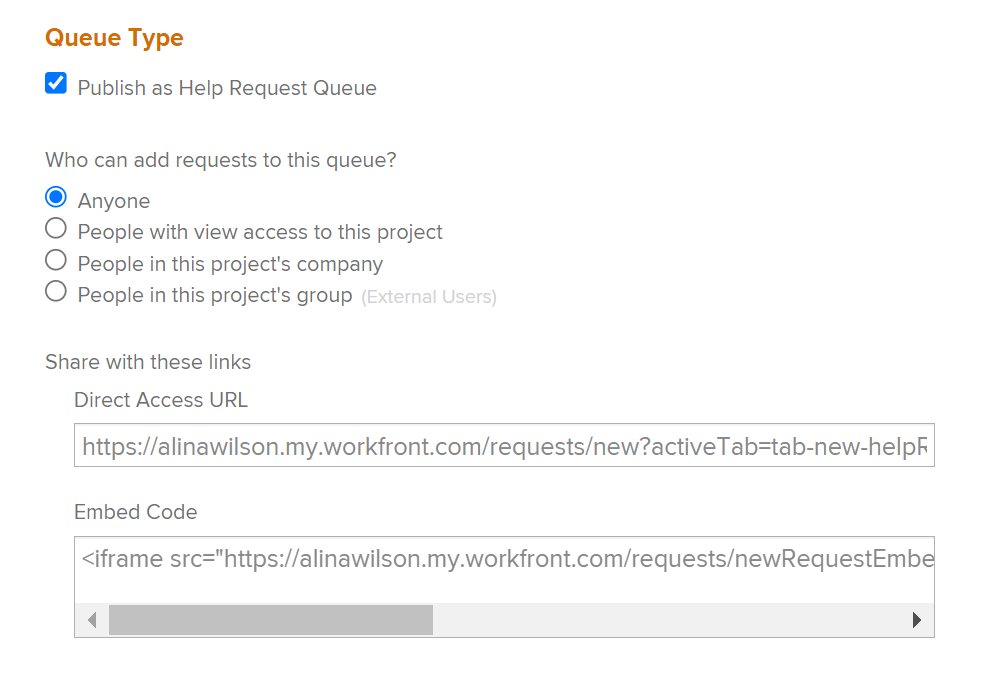 Queue Type
Publish as Help Request Queue
Who can add requests to this queue?
Anyone
People with view access to this project
People in this project's company
People in this project's group (External Users)
Share with these links
Direct Access URL
https://alinawilson.my.workfront.com/requests/new?activeTab=tab-new-helpR
Embed Code
<iframe src="https://alinawilson.my.workfront.com/requests/newRequestEmbe